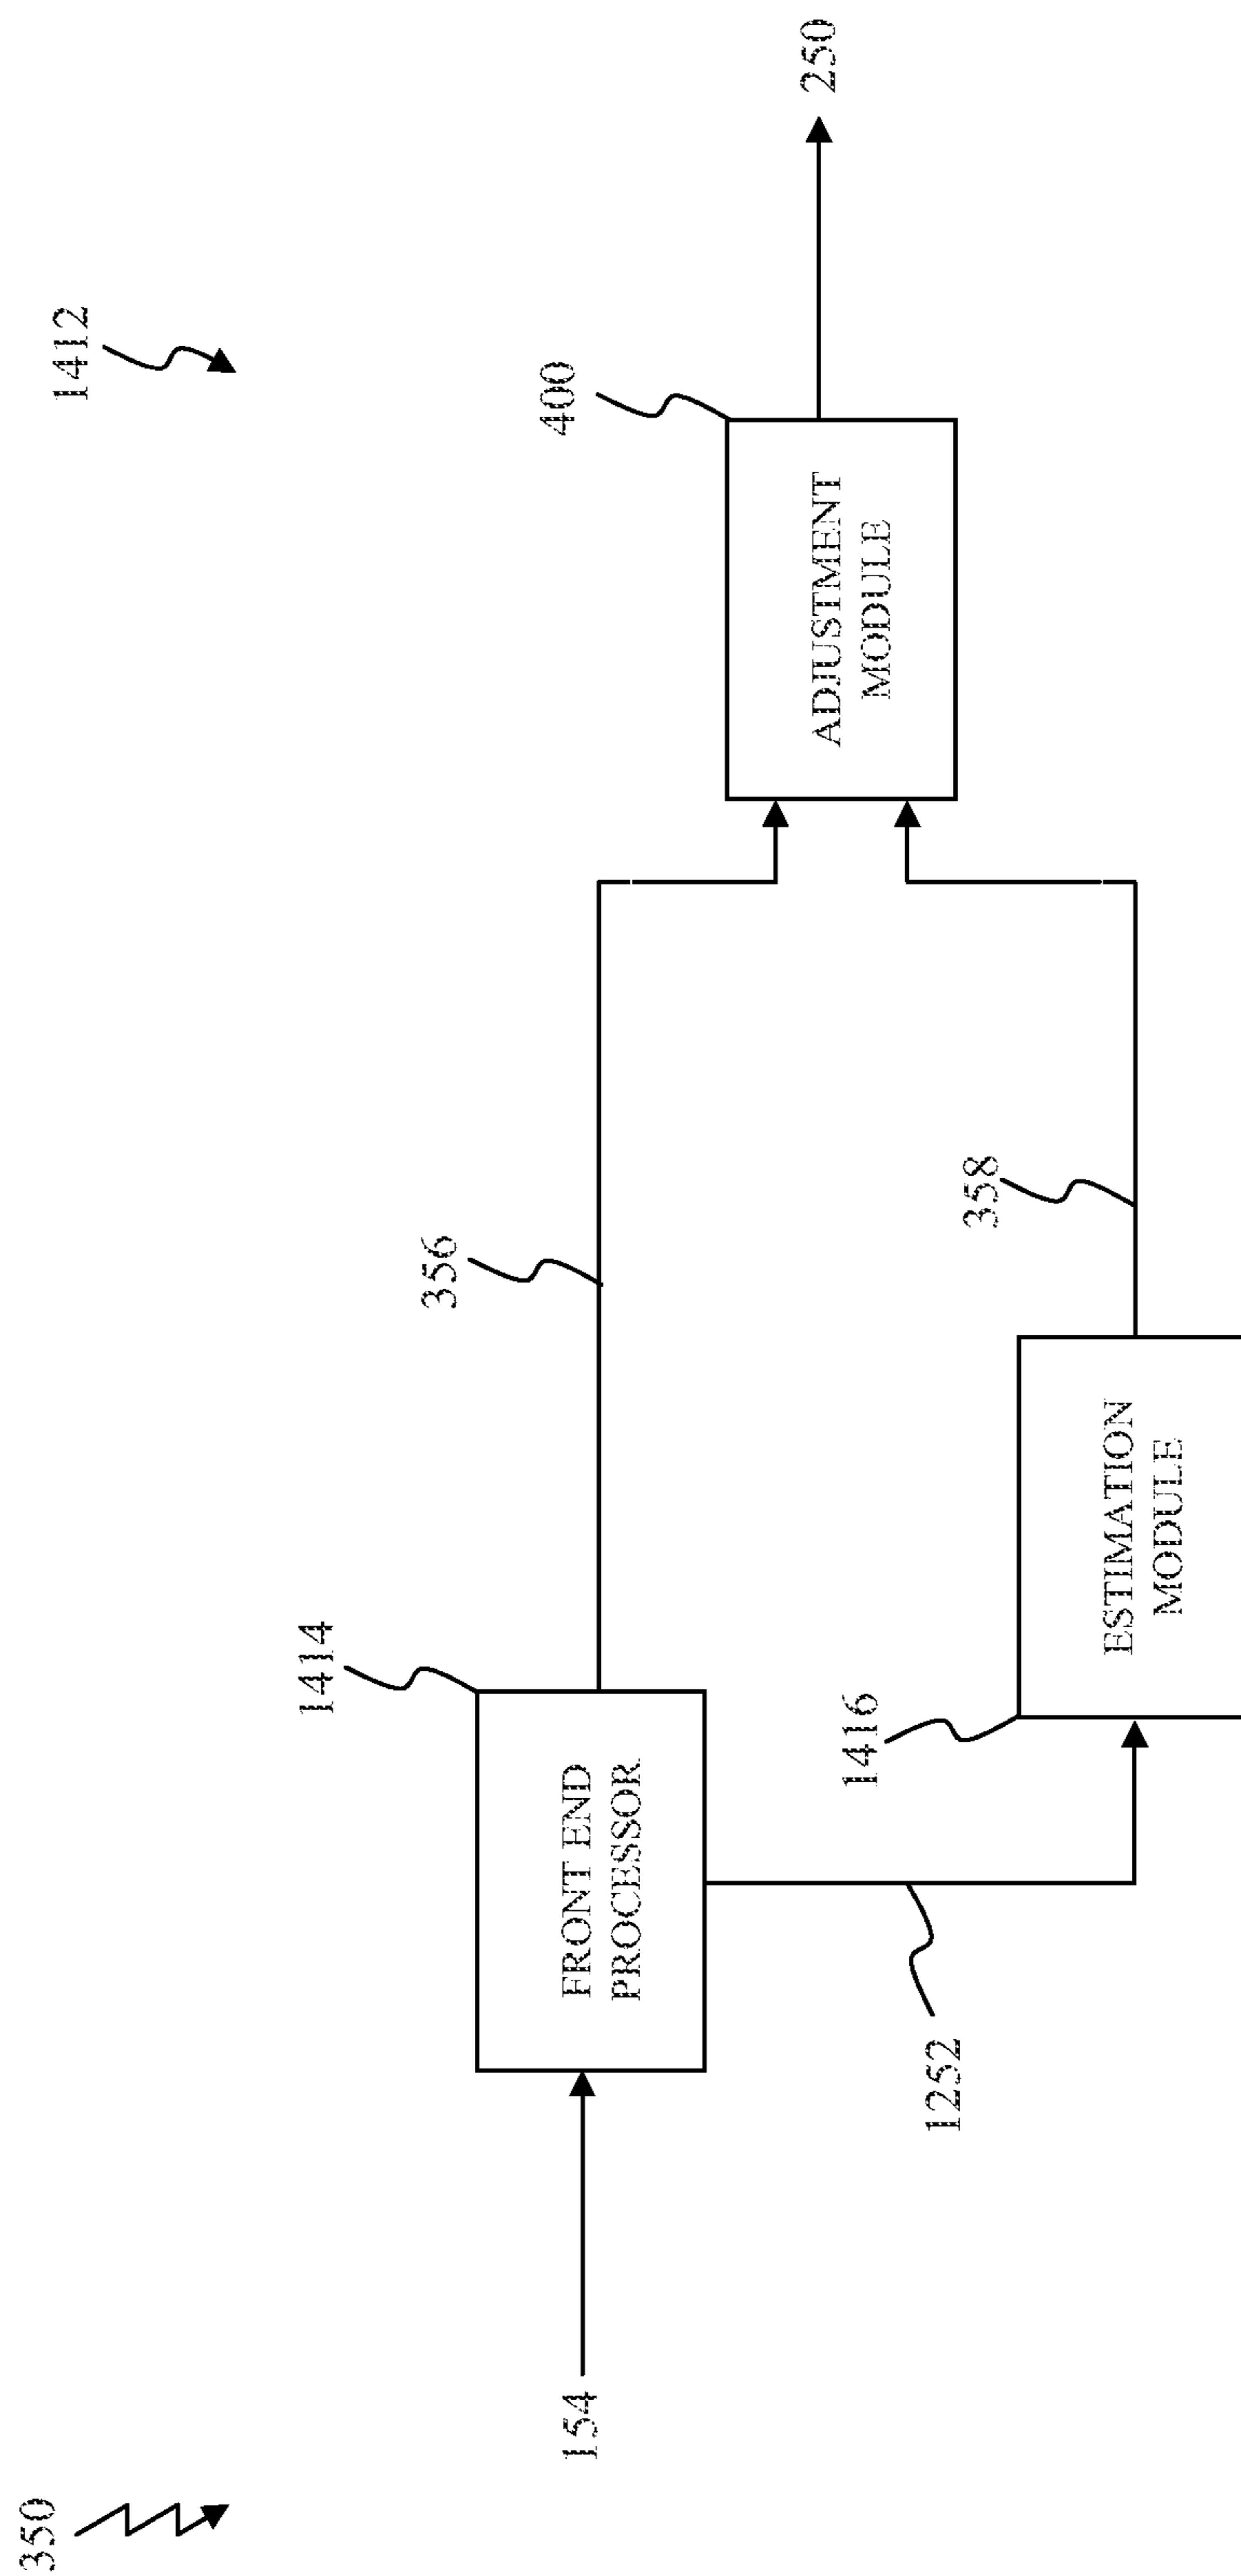 350
1412
154
FRONT END
PROCESSOR
1414
356
1252
1416
ESTIMATION
MODULE
358
400
ADJUSTMENT
MODULE
250